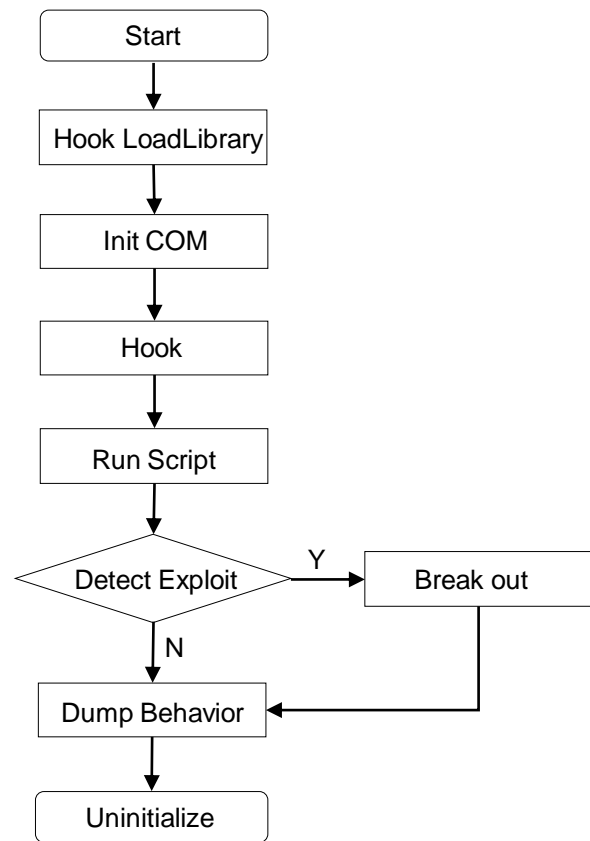 Start
Hook LoadLibrary
Init COM
Hook
Run Script
Detect Exploit
Y
Break out
N
Dump Behavior
Uninitialize